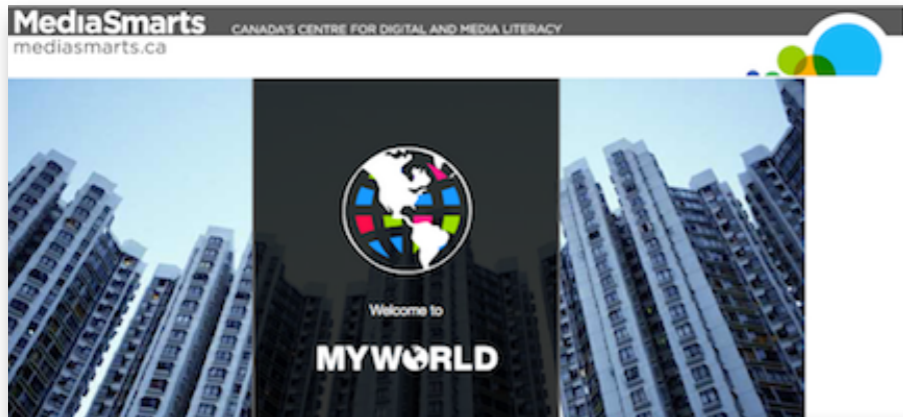 MediaSmarts CANADA'S CENTRE FOR DIGITAL AND MEDIA LITERACY
mediasmarts.ca
Welcome to
MYWORLD